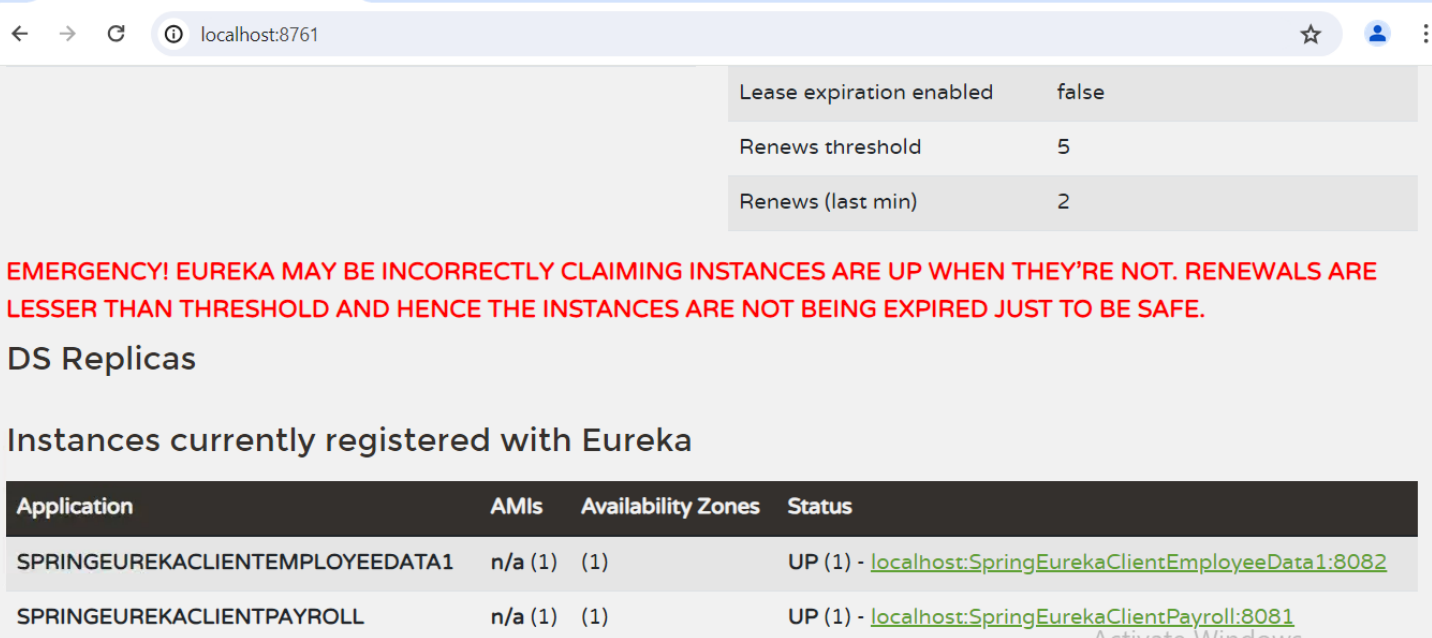 localhost:8761
Lease expiration enabled false
Renews threshold 5
Renews (last min) 2
EMERGENCY! EUREKA MAY BE INCORRECTLY CLAIMING INSTANCES ARE UP WHEN THEY'RE NOT. RENEWALS ARE
LESSER THAN THRESHOLD AND HENCE THE INSTANCES ARE NOT BEING EXPIRED JUST TO BE SAFE.
DS Replicas
Instances currently registered with Eureka
Application AMIs Availability Zones Status
SPRINGEUREKACLIENTEMPLOYEEDATA1 n/a (1) (1) UP (1) - localhost:SpringEurekaClientEmployeeData1:8082
SPRINGEUREKACLIENTPAYROLL n/a (1) (1) UP (1) - localhost:SpringEurekaClientPayroll:8081
Activate Windows